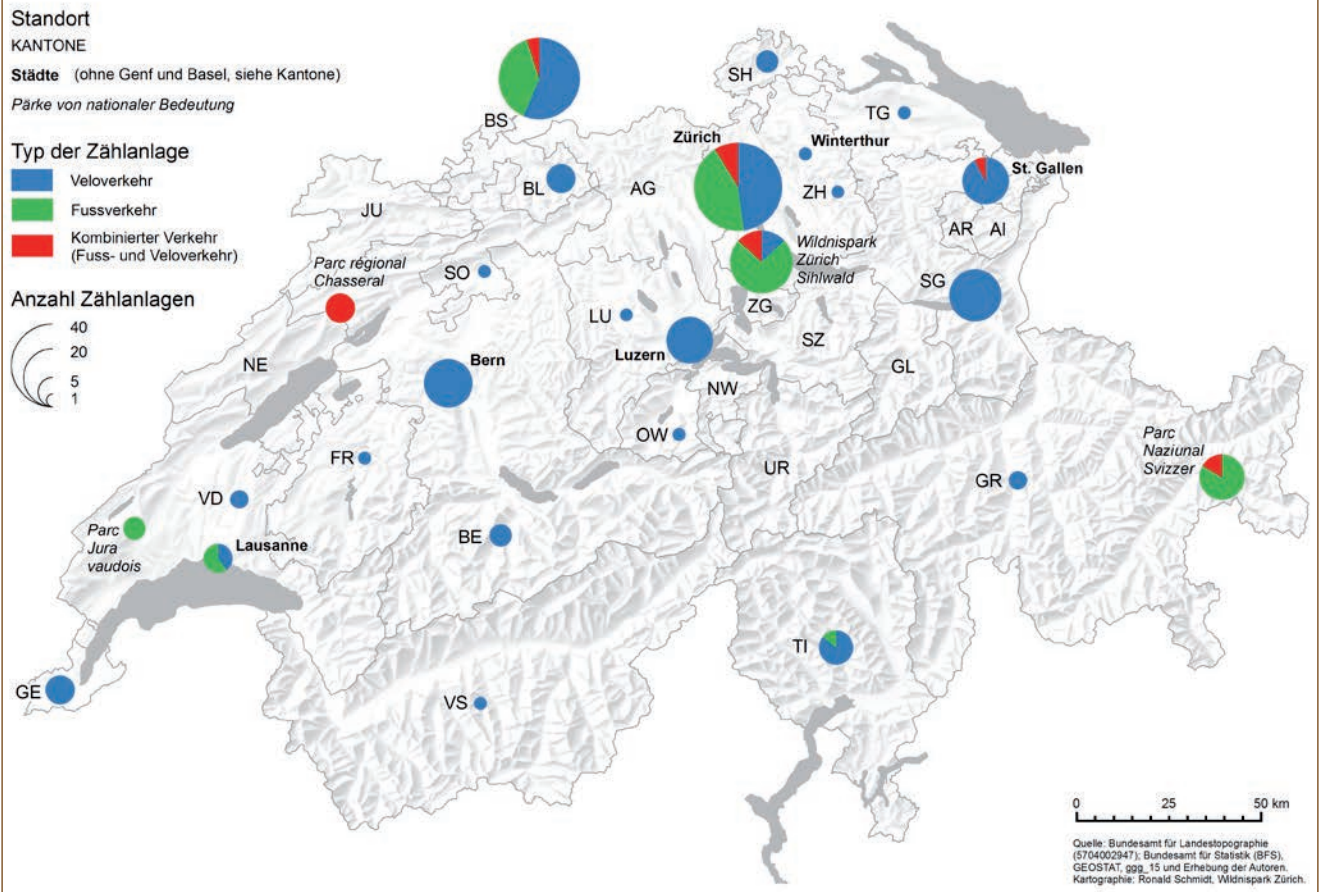 Standort
KANTONE
Städte (ohne Genf und Basel, siehe Kantone)
Pärke von nationaler Bedeutung
Typ der Zählanlage
Veloverkehr
Fussverkehr
Kombinierter Verkehr
(Fuss- und Veloverkehr)
Anzahl Zählanlagen
40
20
5
1
BS
SH
TG
Zürich
Winterthur
St. Gallen
BL
AG
ZH
JU
AR
AI
Parc régional
Chasseral
SO
Wildnispark
Zürich
Sihlwald
SG
LU
ZG
SZ
NE
Bern
Luzern
GL
NW
OW
FR
UR
GR
Parc
Naziunal
Svizzer
VD
Parc
Jura
vaudois
Lausanne
BE
TI
GE
VS
0 25 50 km
Quelle: Bundesamt für Landestopographie
(5704002947); Bundesamt für Statistik (BFS),
GEOSTAT, ggg_15 und Erhebung der Autoren.
Kartographie: Ronald Schmidt, Wildnispark Zürich.